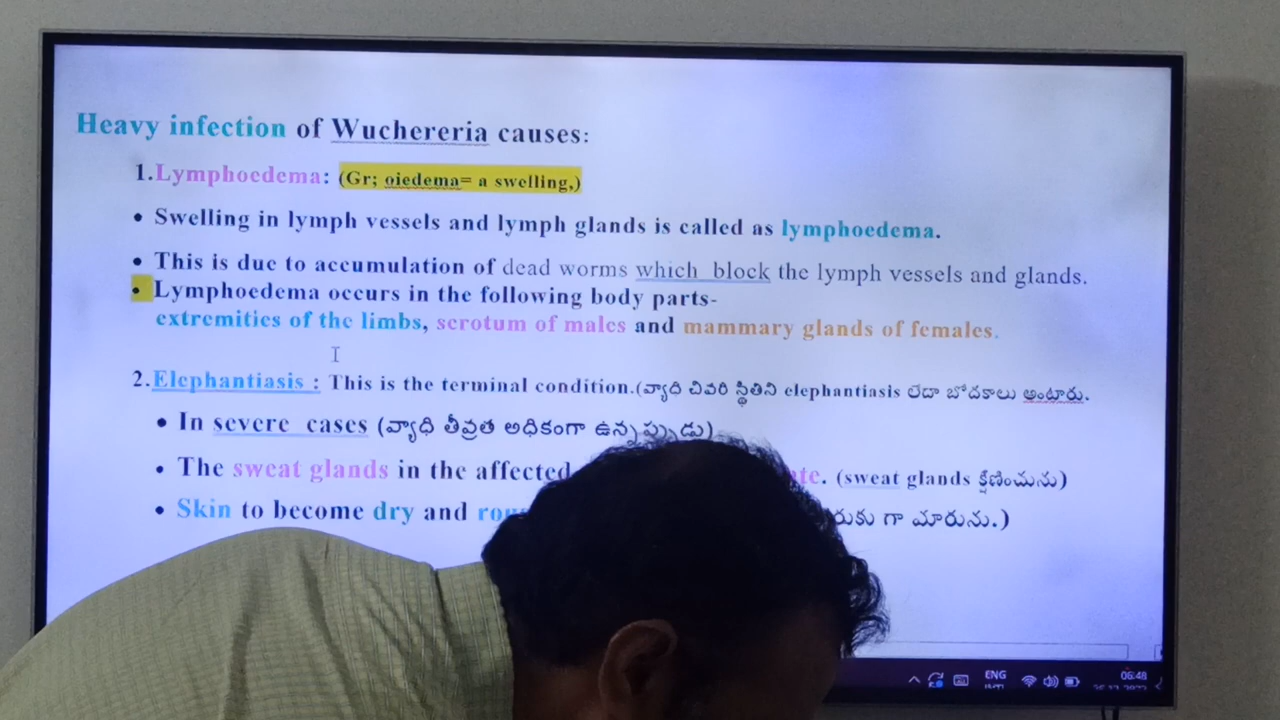 Heavy infection of Wuchereria causes:
1.Lymphoedema: (Gr; oiedema= a swelling,)
• Swelling in lymph vessels and lymph glands is called as lymphoedema.
• This is due to accumulation of dead worms which block the lymph vessels and glands.
• Lymphoedema occurs in the following body parts-
extremities of the limbs, scrotum of males and mammary glands of females.
2.Elephantiasis : This is the terminal condition.(వ్యాధి చివరి స్థితిని elephantiasis లేదా బోదకాలు అంటారు.
• In severe cases (వ్యాధి తీవ్రత అధికంగా ఉన్నప్పుడు)
• The sweat glands in the affected (sweat glands క్షీణించును)
• Skin to become dry and గా మారును.)
ENG
06:48